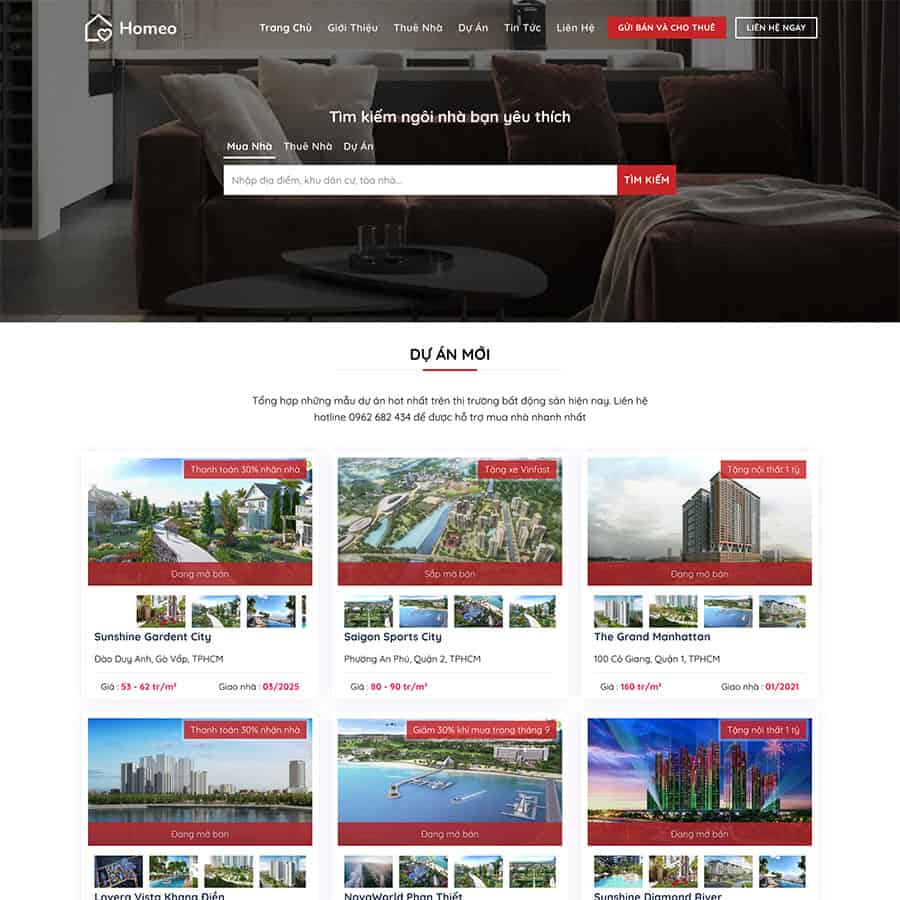 Homeo
Trang Chủ Giới Thiệu Thuê Nhà Dự Án Tin Tức Liên Hệ GỬI BÁN VÀ CHO THUÊ LIÊN HỆ NGAY
Tìm kiếm ngôi nhà bạn yêu thích
Mua Nhà Thuê Nhà Dự Án
Nhập địa điểm, khu dân cư, tòa nhà... TÌM KIẾM
DỰ ÁN MỚI
Tổng hợp những mẫu dự án hot nhất trên thị trường bất động sản hiện nay. Liên hệ
hotline 0962 682 434 để được hỗ trợ mua nhà nhanh nhất
Thanh toán 30% nhận nhà
Đang mở bán
Sunshine Gardent City
Đào Duy Anh, Gò Vấp, TPHCM
Giá : 53 - 62 tr/m² Giao nhà : 03/2025
Tặng xe Vinfast
Sắp mở bán
Saigon Sports City
Phường An Phú, Quận 2, TPHCM
Giá : 80 - 90 tr/m²
Tặng nội thất 1 tỷ
Đang mở bán
The Grand Manhattan
100 Cô Giang, Quận 1, TPHCM
Giá : 160 tr/m² Giao nhà : 01/2021
Thanh toán 30% nhận nhà
Đang mở bán
Lovera Vista Khang Điền
Giảm 30% khi mua trong tháng 9
Đang mở bán
NovaWorld Phan Thiết
Tặng nội thất 1 tỷ
Đang mở bán
Sunshine Diamond River